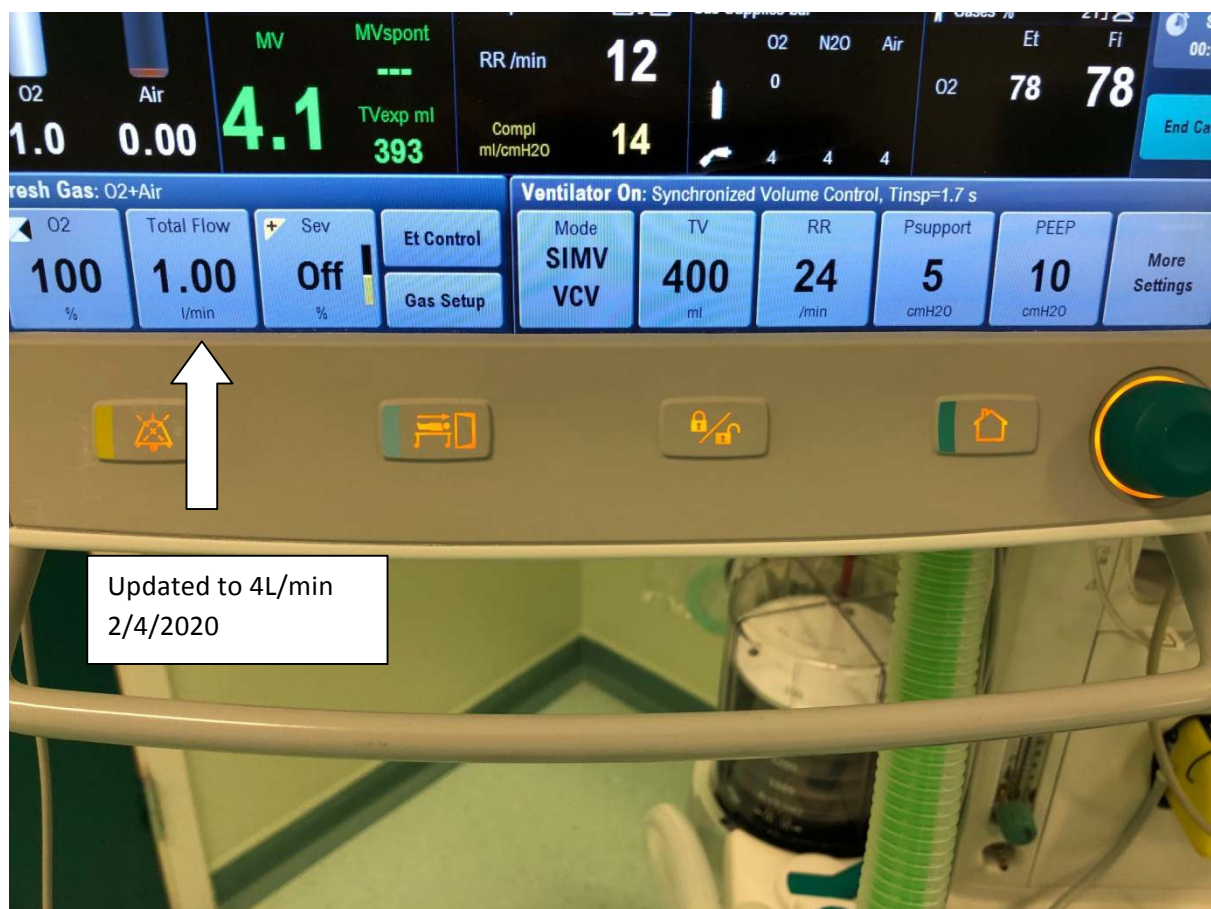 MV
MVspont
---
4.1
TVexp ml
393
O2
Air
1.0
0.00
RR /min
12
Compl
ml/cmH2O
14
O2 N2O Air
0
4 4 4
Et Fi
O2 78 78
00:
End Ca
resh Gas: O2+Air
O2
100
%
Total Flow
1.00
l/min
Sev
Off
%
Et Control
Gas Setup
Ventilator On: Synchronized Volume Control, Tinsp=1.7 s
Mode
SIMV
VCV
TV
400
ml
RR
24
/min
Psupport
5
cmH2O
PEEP
10
cmH2O
More
Settings
Updated to 4L/min
2/4/2020